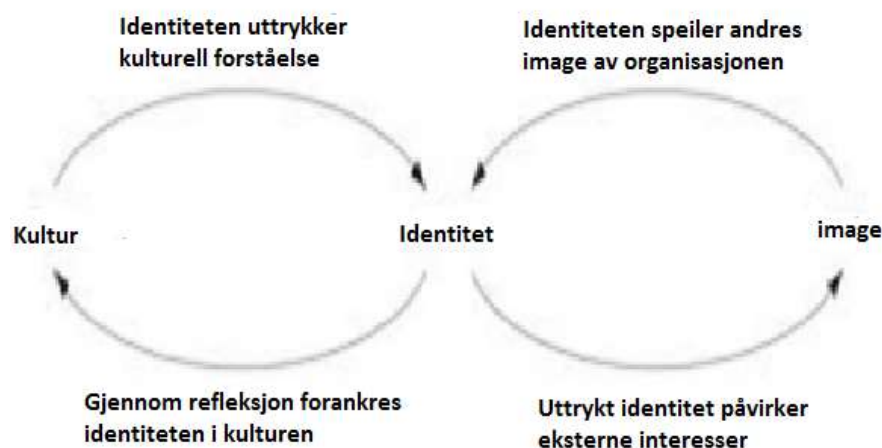 Identiteten uttrykker
kulturell forståelse
Identiteten speiler andres
image av organisasjonen
Kultur
Identitet
image
Gjennom refleksjon forankres
identiteten i kulturen
Uttrykt identitet påvirker
eksterne interesser